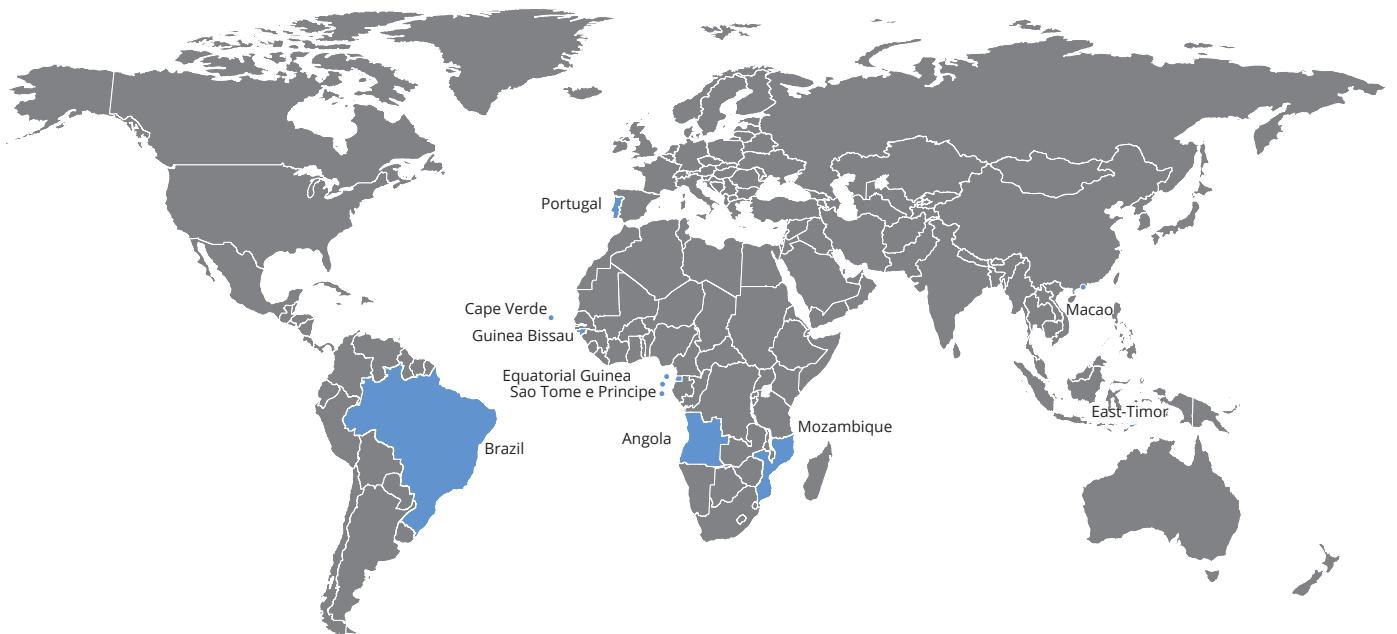 Portugal
Cape Verde
Macao
Guinea Bissau
Equatorial Guinea
Sao Tome e Principe
East-Timor
Mozambique
Angola
Brazil